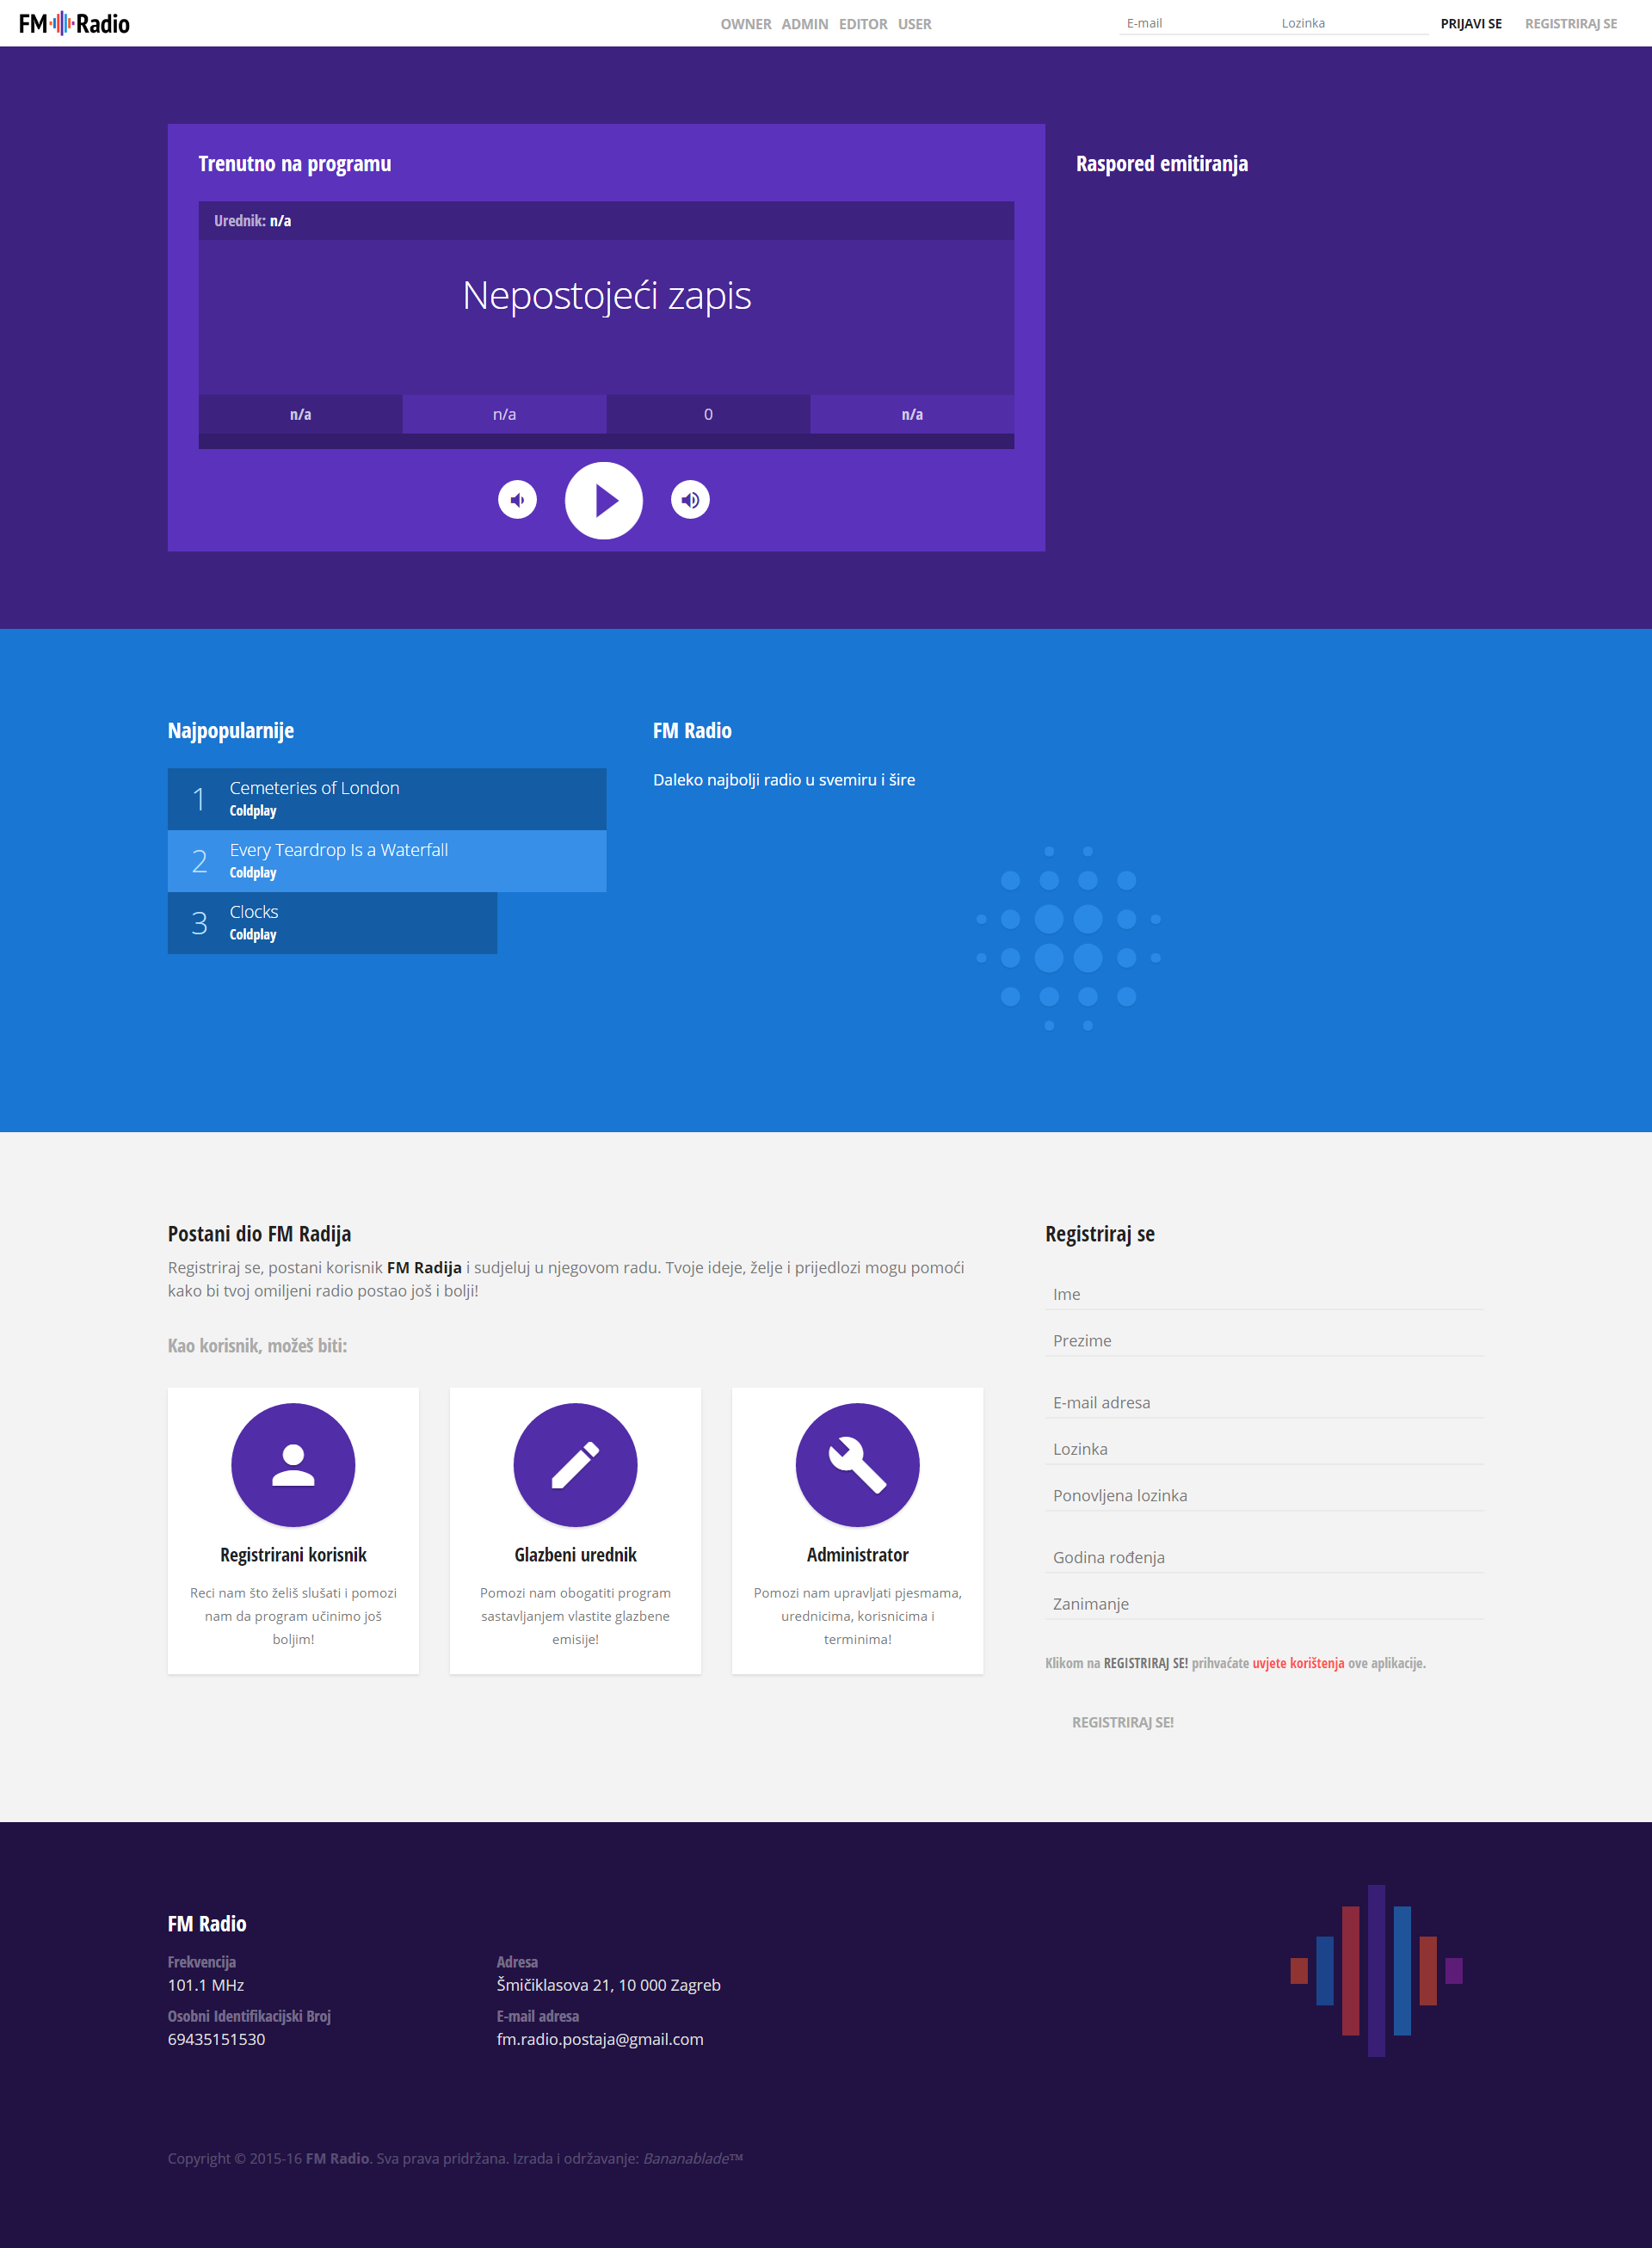 FM Radio
OWNER ADMIN EDITOR USER
E-mail
Lozinka
PRIJAVI SE
REGISTRIRAJ SE
Trenutno na programu
Urednik: n/a
Nepostojeći zapis
n/a
n/a
0
n/a
Raspored emitiranja
Najpopularnije
1
Cemeteries of London
Coldplay
2
Every Teardrop Is a Waterfall
Coldplay
3
Clocks
Coldplay
FM Radio
Daleko najbolji radio u svemiru i šire
Postani dio FM Radija
Registriraj se, postani korisnik FM Radija i sudjeluj u njegovom radu. Tvoje ideje, želje i prijedlozi mogu pomoći
kako bi tvoj omiljeni radio postao još i bolji!
Kao korisnik, možeš biti:
Registrirani korisnik
Reci nam što želiš slušati i pomozi
nam da program učinimo još
boljim!
Glazbeni urednik
Pomozi nam obogatiti program
sastavljanjem vlastite glazbene
emisije!
Administrator
Pomozi nam upravljati pjesmama,
urednicima, korisnicima i
terminima!
Registriraj se
Ime
Prezime
E-mail adresa
Lozinka
Ponovljena lozinka
Godina rođenja
Zanimanje
Klikom na REGISTRIRAJ SE! prihvaćate uvjete korištenja ove aplikacije.
REGISTRIRAJ SE!
FM Radio
Frekvencija
101.1 MHz
Osobni Identifikacijski Broj
69435151530
Adresa
Šmičiklasova 21, 10 000 Zagreb
E-mail adresa
fm.radio.postaja@gmail.com
Copyright © 2015-16 FM Radio. Sva prava pridržana. Izrada i održavanje: Bananablade™